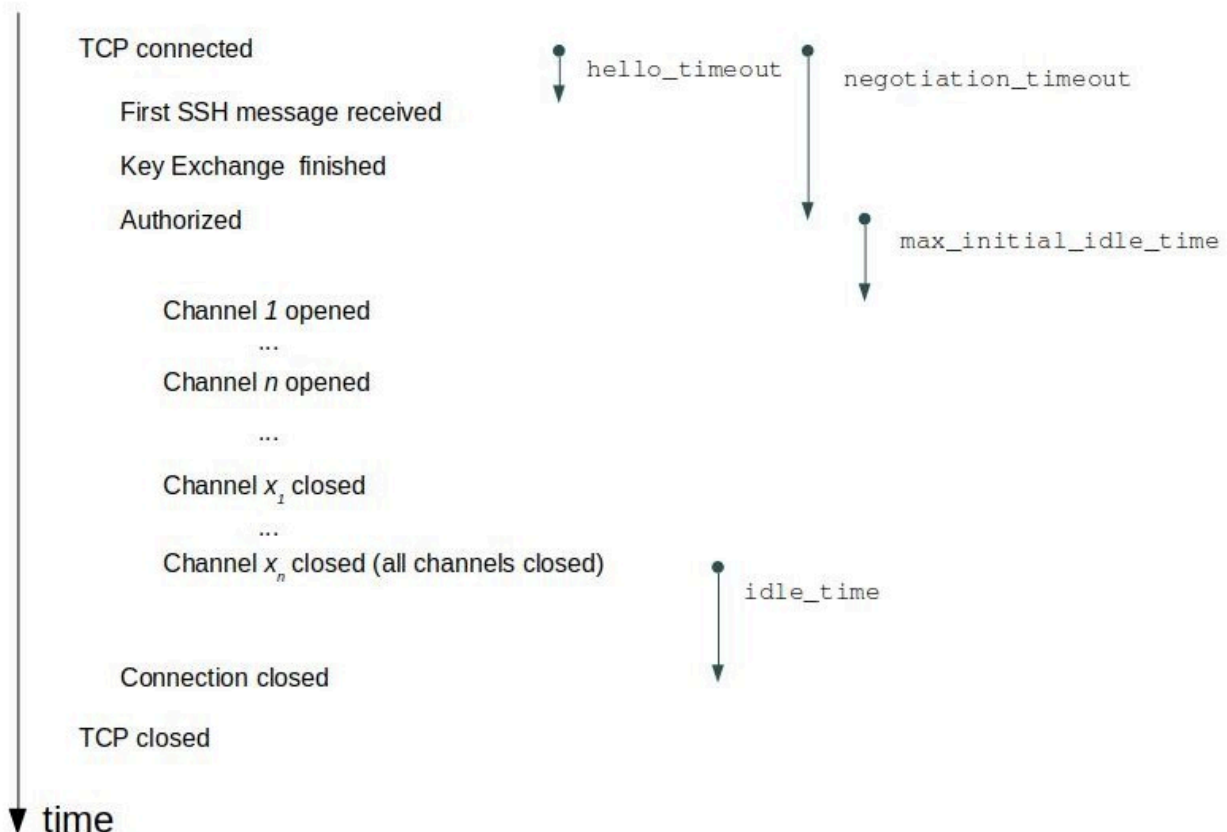 TCP connected
hello_timeout
negotiation_timeout
First SSH message received
Key Exchange  finished
Authorized
max_initial_idle_time
Channel 1 opened
...
Channel n opened
...
Channel x1 closed
...
Channel xn closed (all channels closed)
idle_time
Connection closed
TCP closed
time